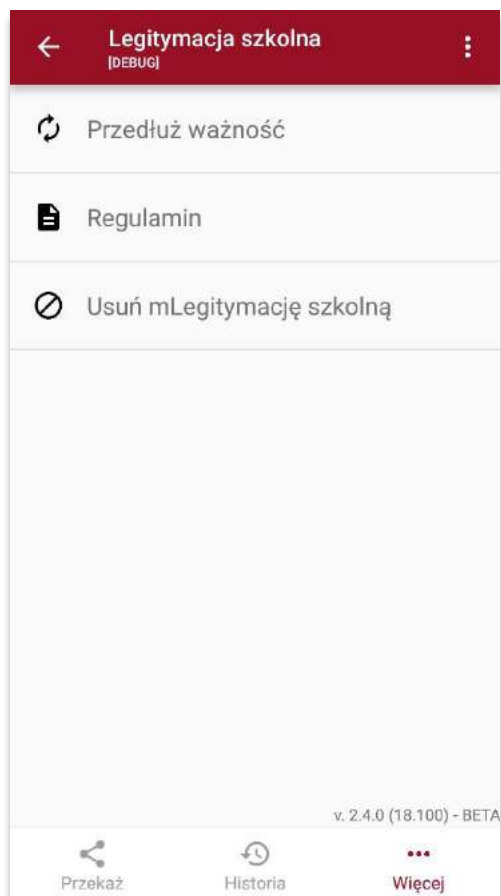 Legitymacja szkolna
[DEBUG]
Przedłuż ważność
Regulamin
Usuń mLegitymację szkolną
v. 2.4.0 (18.100) - BETA
Przekaż
Historia
Więcej